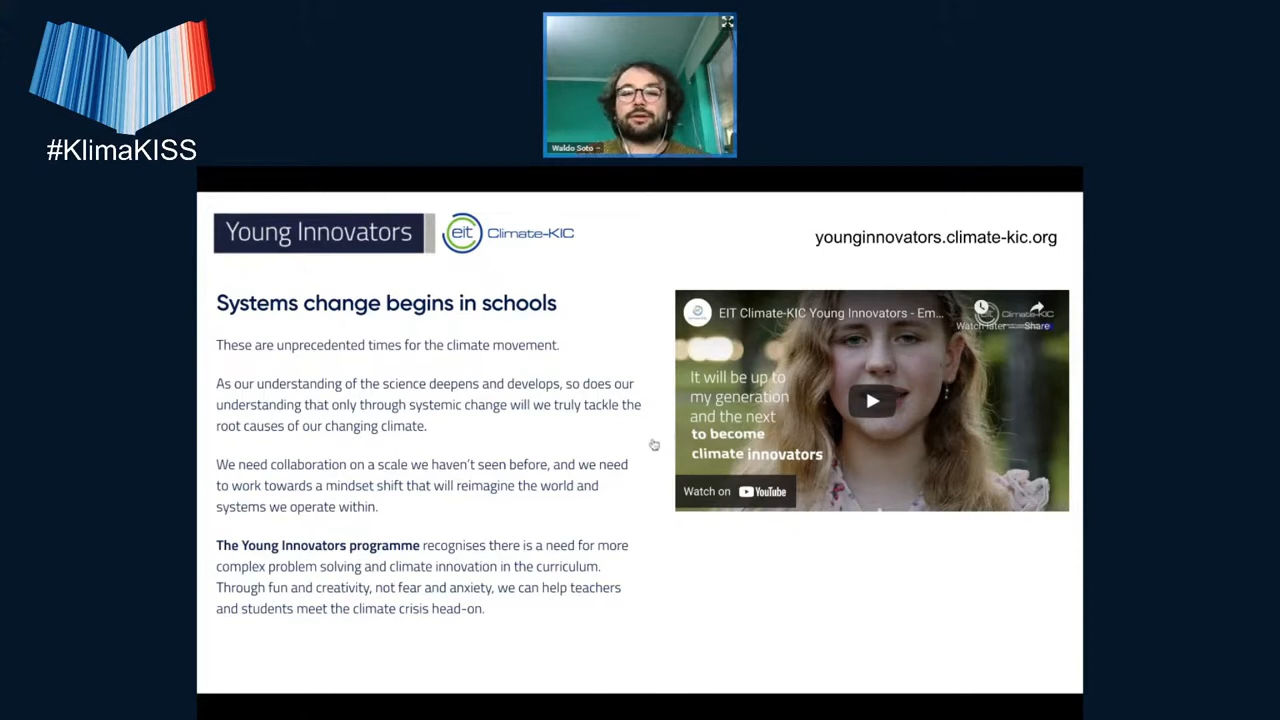 #KlimaKISS
Waldo Soto
Young Innovators
eit Climate-KIC
younginnovators.climate-kic.org
Systems change begins in schools
These are unprecedented times for the climate movement.
As our understanding of the science deepens and develops, so does our
understanding that only through systemic change will we truly tackle the
root causes of our changing climate.
We need collaboration on a scale we haven't seen before, and we need
to work towards a mindset shift that will reimagine the world and
systems we operate within.
The Young Innovators programme recognises there is a need for more
complex problem solving and climate innovation in the curriculum.
Through fun and creativity, not fear and anxiety, we can help teachers
and students meet the climate crisis head-on.
EIT Climate-KIC Young Innovators - Em...
eit Climate-KIC
Watch later
Share
It will be up to
my generation
and the next
to become
climate innovators
Watch on YouTube